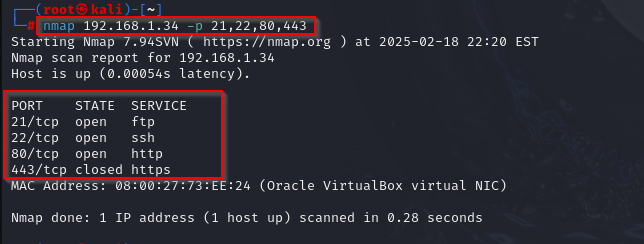 ┌──(root㉿kali)-[~]
└─# nmap 192.168.1.34 -p 21,22,80,443
Starting Nmap 7.94SVN ( https://nmap.org ) at 2025-02-18 22:20 EST
Nmap scan report for 192.168.1.34
Host is up (0.00054s latency).

PORT    STATE  SERVICE
21/tcp  open   ftp
22/tcp  open   ssh
80/tcp  open   http
443/tcp closed https
MAC Address: 08:00:27:73:EE:24 (Oracle VirtualBox virtual NIC)

Nmap done: 1 IP address (1 host up) scanned in 0.28 seconds